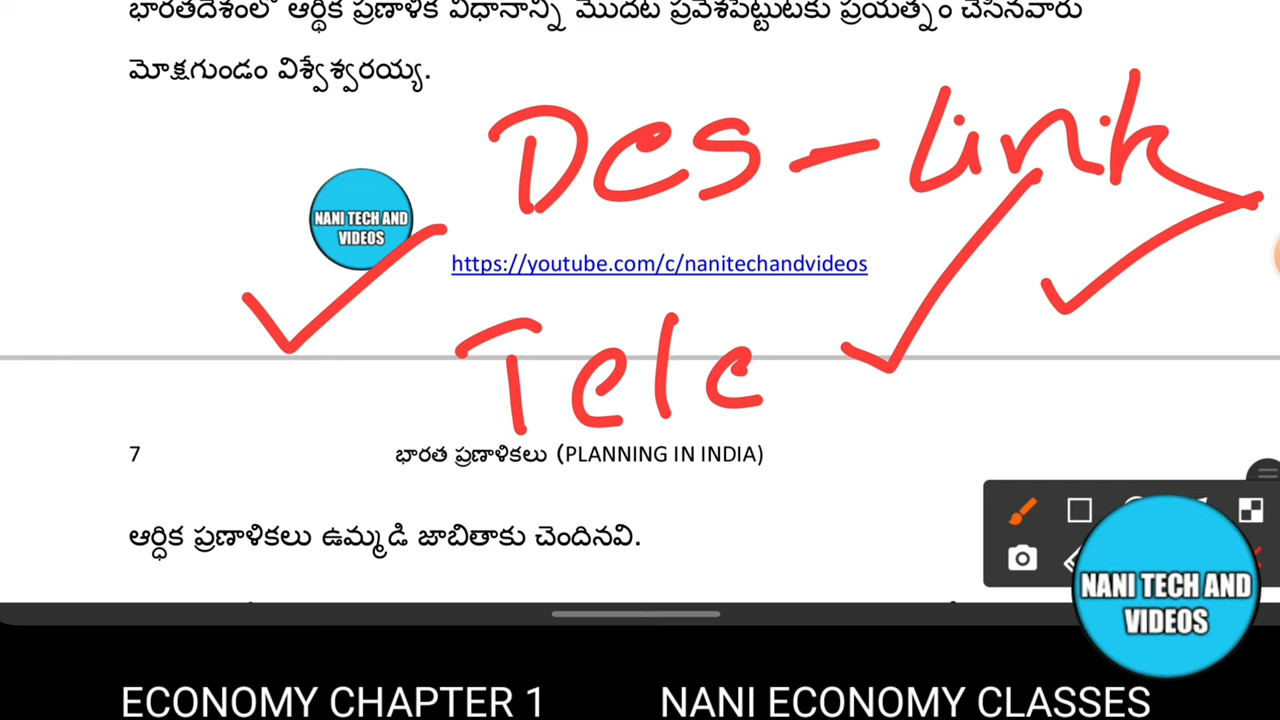 భారతదేశంలో ఆర్థిక ప్రణాళిక విధానాన్ని మొదట ప్రవేశపెట్టుటకు ప్రయత్నం చేసినవారు
మోక్షగుండం విశ్వేశ్వరయ్య.
Des - Link
NANI TECH AND
VIDEOS
https://youtube.com/c/nanitechandvideos
Tele
7 భారత ప్రణాళికలు (PLANNING IN INDIA)
ఆర్ధిక ప్రణాళికలు ఉమ్మడి జాబితాకు చెందినవి.
NANI TECH AND
VIDEOS
ECONOMY CHAPTER 1 NANI ECONOMY CLASSES